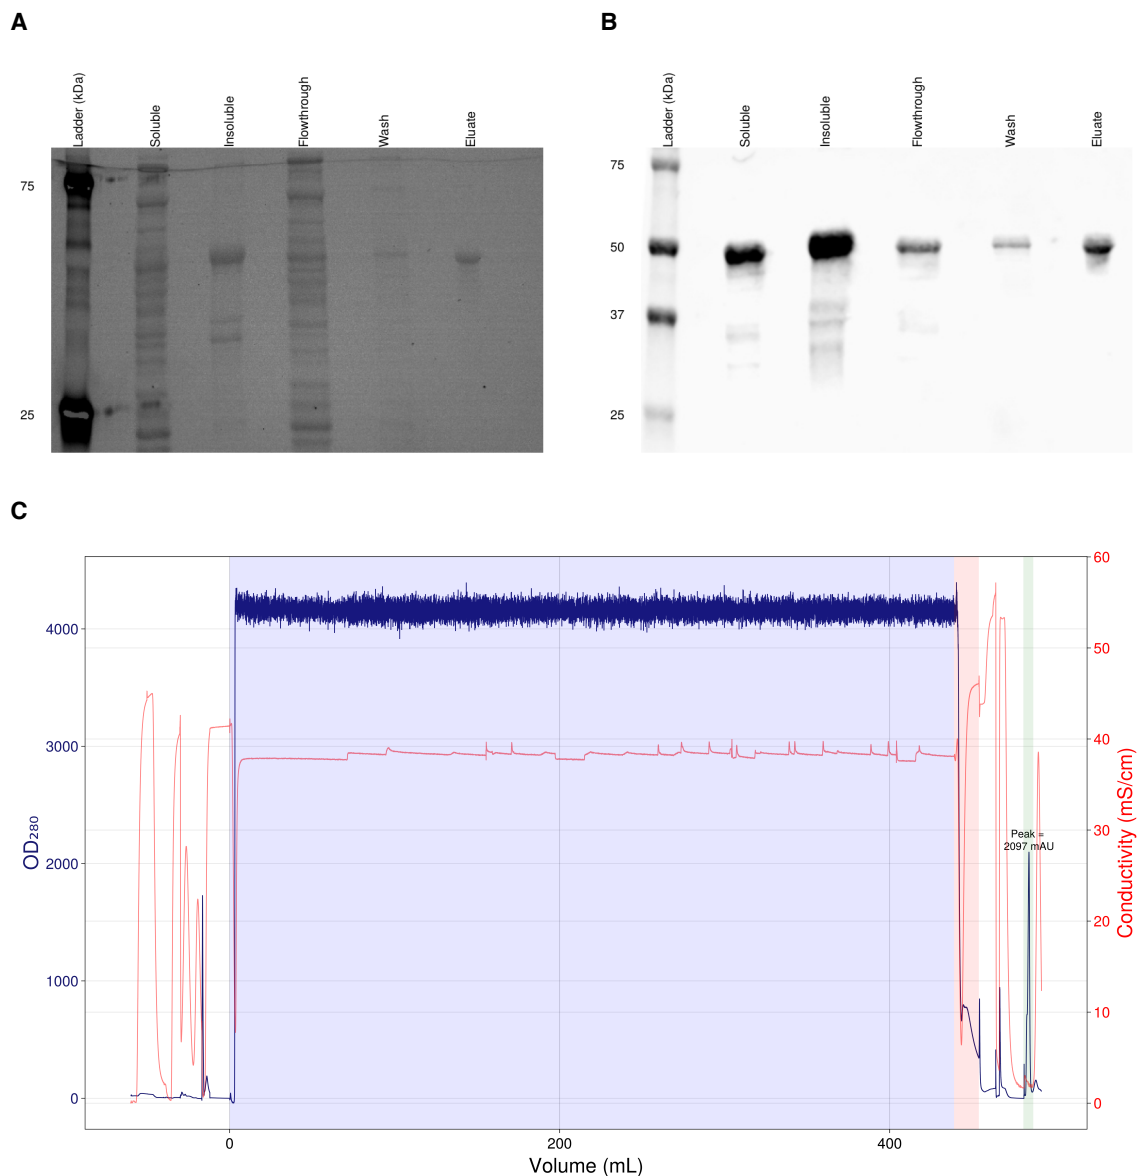 A
B
Ladder (kDa)
Soluble
Insoluble
Flowthrough
Wash
Eluate
75
25
Ladder (kDa)
Soluble
Insoluble
Flowthrough
Wash
Eluate
75
50
37
25
C
OD₂₈₀
4000
3000
2000
1000
0
60
50
40
30
20
10
0
Conductivity (mS/cm)
Peak =
2097 mAU
0
200
400
Volume (mL)